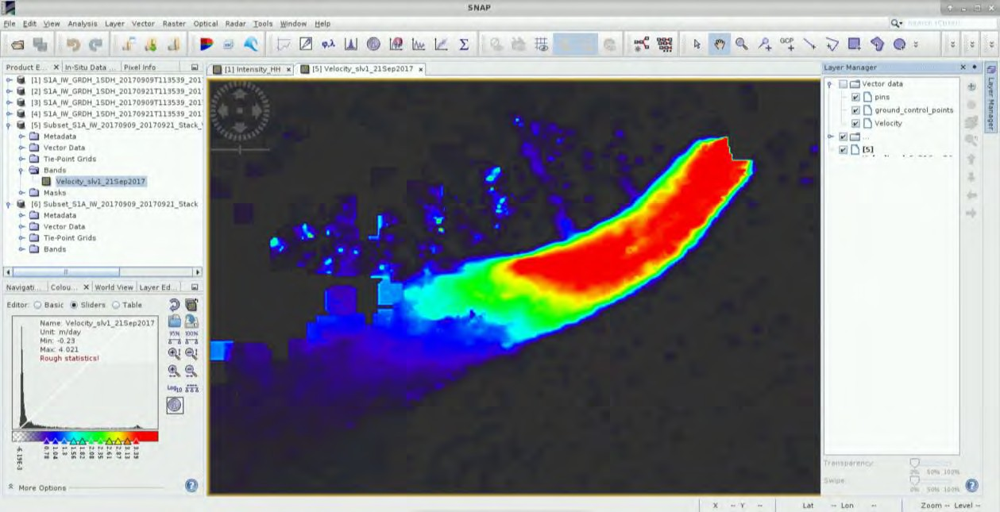 SNAP
File Edit View Analysis Layer Vector Raster Optical Radar Tools Window Help
φ,λ
Σ
GCP
Product E... X In-Situ Data ... Pixel Info
[1] S1A_IW_GRDH_1SDH_20170909T113539_201
[2] S1A_IW_GRDH_1SDH_20170921T113539_201
[3] S1A_IW_GRDH_1SDH_20170909T113539_201
[4] S1A_IW_GRDH_1SDH_20170921T113539_201
[5] Subset_S1A_IW_20170909_20170921_Stack_
Metadata
Vector Data
Tie-Point Grids
Bands
Velocity_slv1_21Sep2017
Masks
[6] Subset_S1A_IW_20170909_20170921_Stack
Metadata
Vector Data
Tie-Point Grids
Bands
Navigati... Colou... X World View Layer Ed...
Editor: Basic Sliders Table
Name: Velocity_slv1_21Sep2017
Unit: m/day
Min: -0.23
Max: 4.021
Rough statistics!
95% 100%
Log10
-6.19E-3 0.78 1.04 1.3 1.56 1.82 2.08 2.35 2.61 2.87 3.13 3.39
More Options
?
[1] Intensity_HH × [5] Velocity_slv1_21Sep2017 ×
Layer Manager X
Vector data
pins
ground_control_points
Velocity
...
[5]
Layer Manager
Transparency:
0% 50% 100%
Swipe:
0% 50% 100%
?
X -- Y -- Lat -- Lon -- Zoom -- Level --